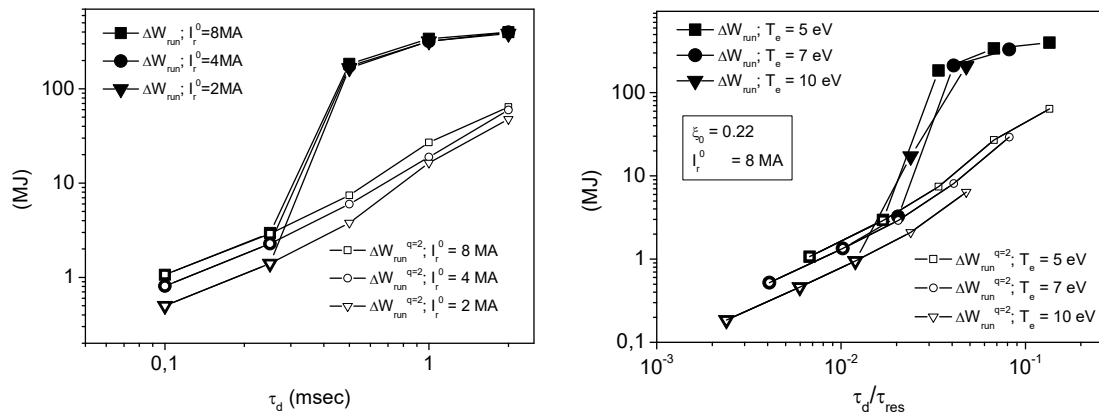 ΔW_run; I_r^0=8MA
ΔW_run; I_r^0=4MA
ΔW_run; I_r^0=2MA
100
10
1
(MJ)
ΔW_run^q=2; I_r^0 = 8 MA
ΔW_run^q=2; I_r^0 = 4 MA
ΔW_run^q=2; I_r^0 = 2 MA
0,1
1
τ_d (msec)
ΔW_run; T_e = 5 eV
ΔW_run; T_e = 7 eV
ΔW_run; T_e = 10 eV
100
10
1
0,1
(MJ)
ξ_0 = 0.22
I_r^0 = 8 MA
ΔW_run^q=2; T_e = 5 eV
ΔW_run^q=2; T_e = 7 eV
ΔW_run^q=2; T_e = 10 eV
10^-3
10^-2
10^-1
τ_d/τ_res